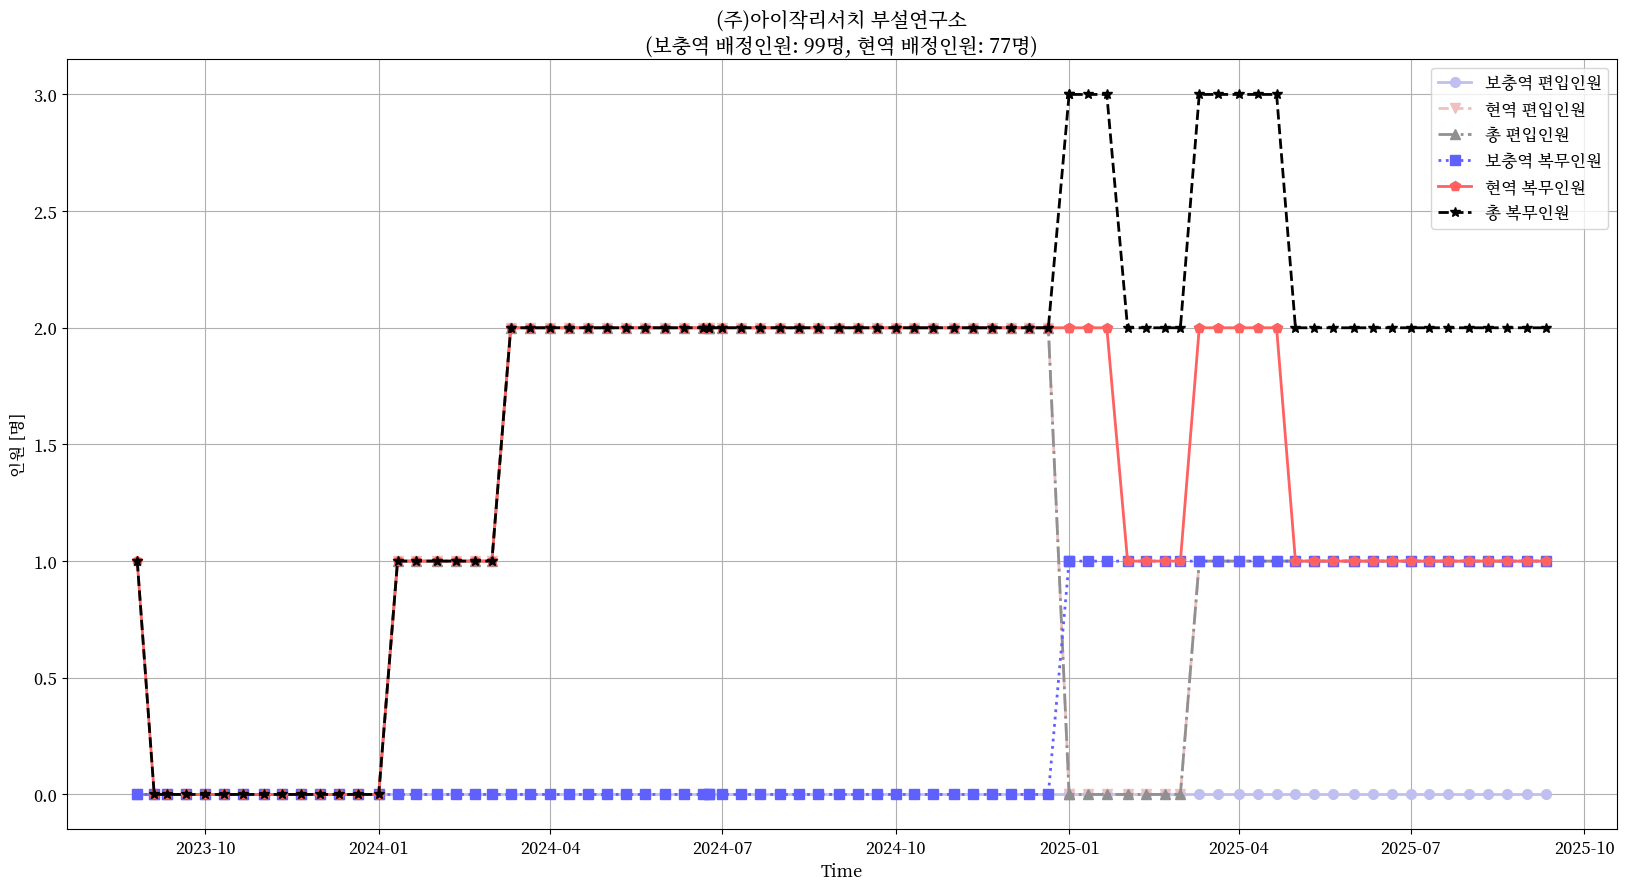 (주)아이작리서치 부설연구소
(보충역 배정인원: 99명, 현역 배정인원: 77명)
보충역 편입인원
현역 편입인원
총 편입인원
보충역 복무인원
현역 복무인원
총 복무인원
인원 [명]
3.0
2.5
2.0
1.5
1.0
0.5
0.0
2023-10
2024-01
2024-04
2024-07
2024-10
2025-01
2025-04
2025-07
2025-10
Time